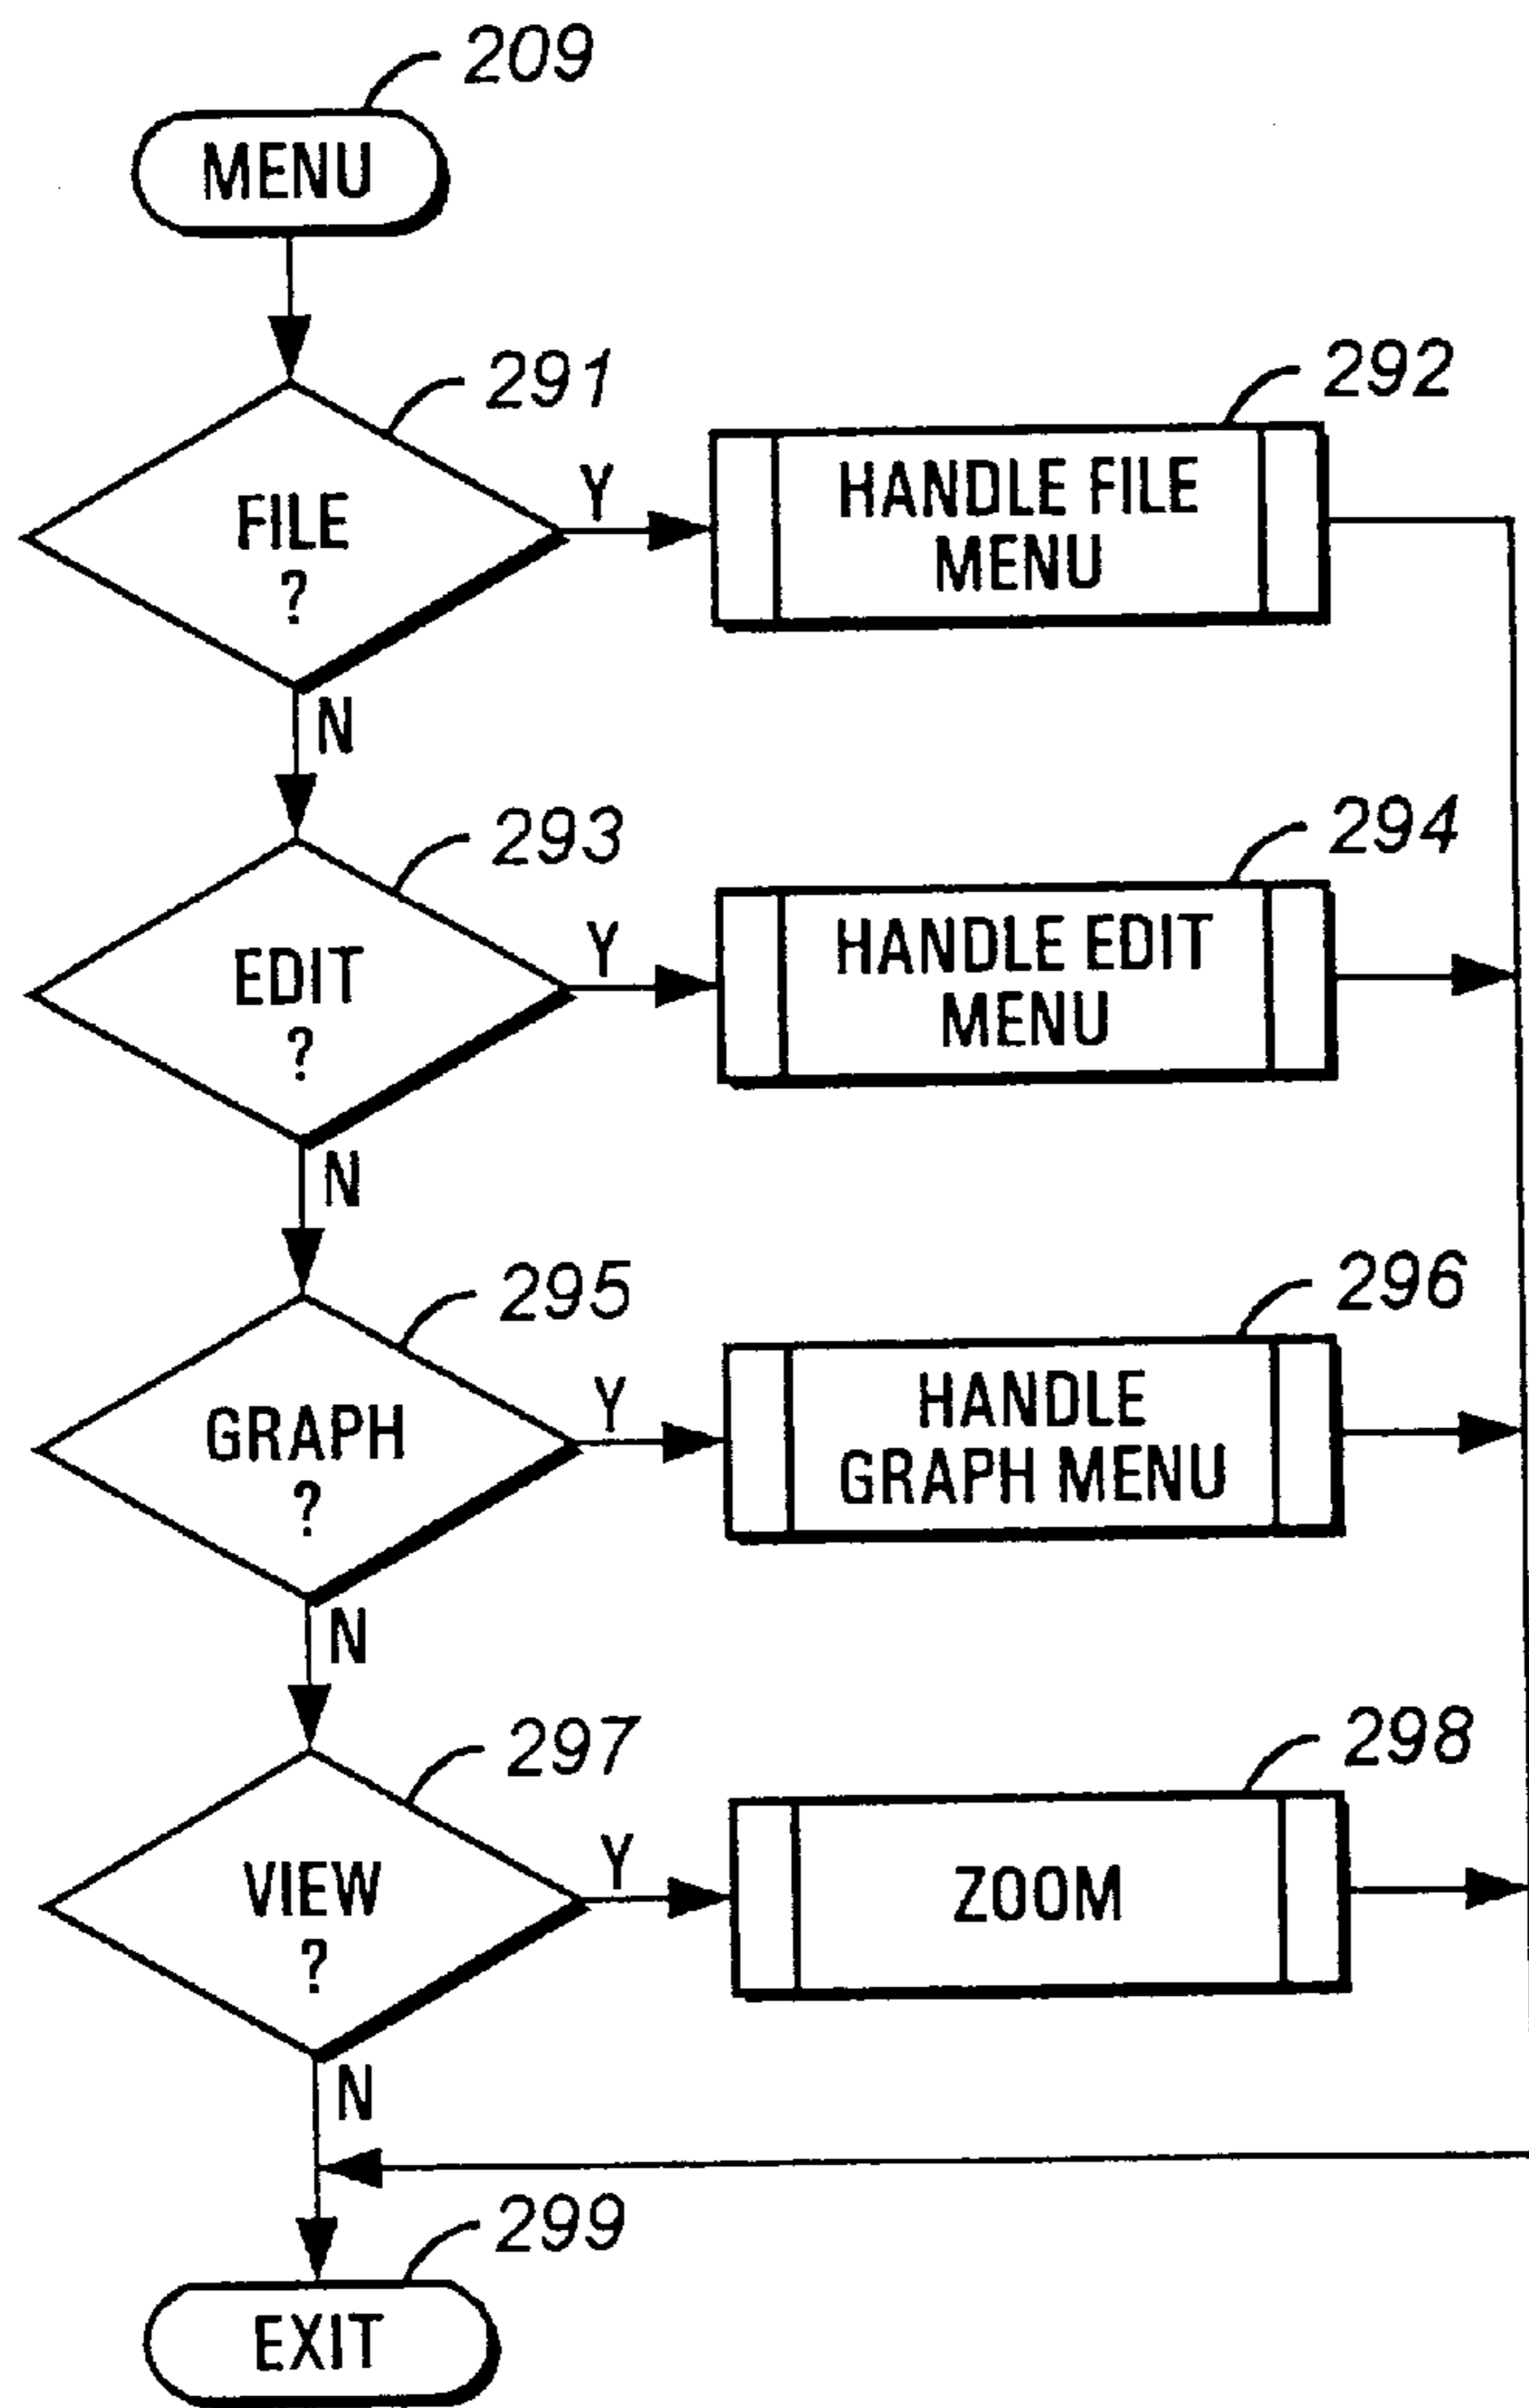 209
MENU
291
FILE
?
Y
292
HANDLE FILE
MENU
N
293
EDIT
?
Y
294
HANDLE EDIT
MENU
N
295
GRAPH
?
Y
296
HANDLE
GRAPH MENU
N
297
VIEW
?
Y
298
ZOOM
N
299
EXIT